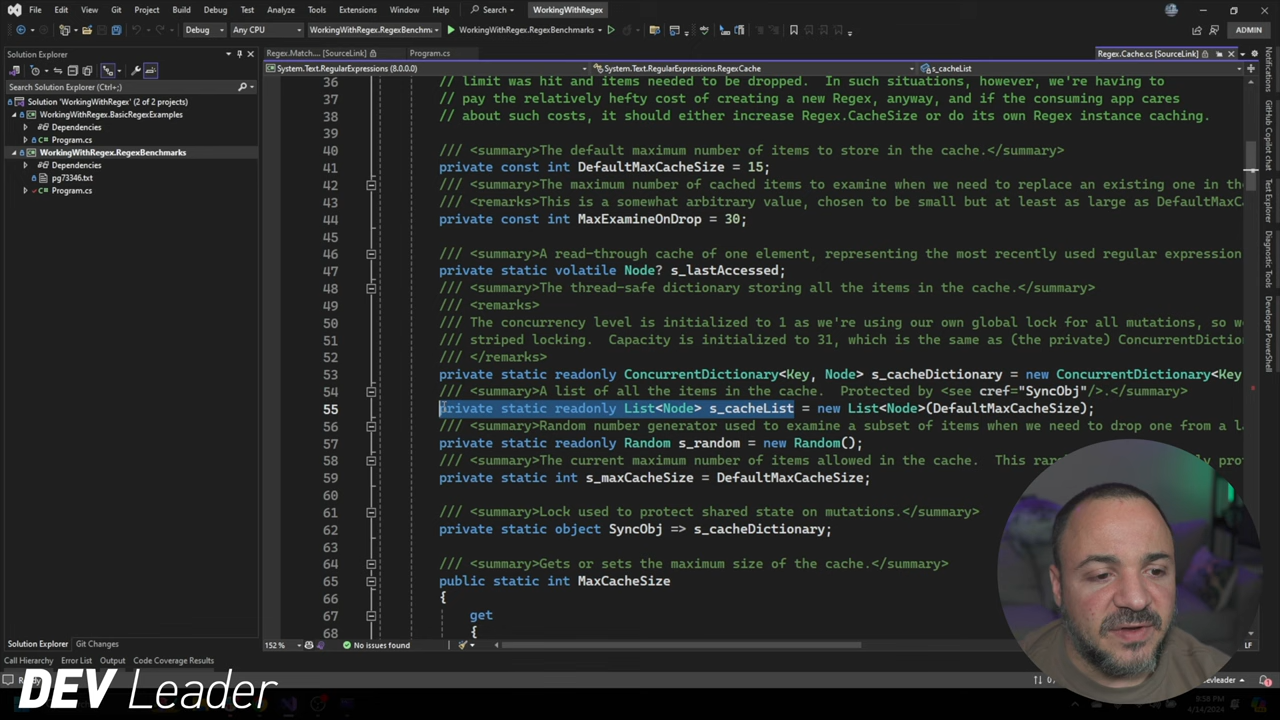 File Edit View Git Project Build Debug Test Analyze Tools Extensions Window Help Search WorkingWithRegex
Debug Any CPU WorkingWithRegex.RegexBenchm... WorkingWithRegex.RegexBenchmarks ADMIN
Solution Explorer
Search Solution Explorer (Ctrl+;)
Solution 'WorkingWithRegex' (2 of 2 projects)
WorkingWithRegex.BasicRegexExamples
Dependencies
Program.cs
WorkingWithRegex.RegexBenchmarks
Dependencies
pg73346.txt
Program.cs
Regex.Match.... [SourceLink] Program.cs Regex.Cache.cs [SourceLink]
System.Text.RegularExpressions (8.0.0.0) System.Text.RegularExpressions.RegexCache s_cacheList
36 // limit was hit and items needed to be dropped. In such situations, however, we're having to
37 // pay the relatively hefty cost of creating a new Regex, anyway, and if the consuming app cares
38 // about such costs, it should either increase Regex.CacheSize or do its own Regex instance caching.
39
40 /// <summary>The default maximum number of items to store in the cache.</summary>
41 private const int DefaultMaxCacheSize = 15;
42 /// <summary>The maximum number of cached items to examine when we need to replace an existing one in the
43 /// <remarks>This is a somewhat arbitrary value, chosen to be small but at least as large as DefaultMaxC
44 private const int MaxExamineOnDrop = 30;
45
46 /// <summary>A read-through cache of one element, representing the most recently used regular expression
47 private static volatile Node? s_lastAccessed;
48 /// <summary>The thread-safe dictionary storing all the items in the cache.</summary>
49 /// <remarks>
50 /// The concurrency level is initialized to 1 as we're using our own global lock for all mutations, so w
51 /// striped locking. Capacity is initialized to 31, which is the same as (the private) ConcurrentDiction
52 /// </remarks>
53 private static readonly ConcurrentDictionary<Key, Node> s_cacheDictionary = new ConcurrentDictionary<Key
54 /// <summary>A list of all the items in the cache. Protected by <see cref="SyncObj"/>.</summary>
55 private static readonly List<Node> s_cacheList = new List<Node>(DefaultMaxCacheSize);
56 /// <summary>Random number generator used to examine a subset of items when we need to drop one from a l
57 private static readonly Random s_random = new Random();
58 /// <summary>The current maximum number of items allowed in the cache. This rar
59 private static int s_maxCacheSize = DefaultMaxCacheSize;
60
61 /// <summary>Lock used to protect shared state on mutations.</summary>
62 private static object SyncObj => s_cacheDictionary;
63
64 /// <summary>Gets or sets the maximum size of the cache.</summary>
65 public static int MaxCacheSize
66 {
67 get
68 {
Notifications
GitHub Copilot chat
Test Explorer
Diagnostic Tools
Developer PowerShell
Solution Explorer Git Changes
152 % No issues found LF
Call Hierarchy Error List Output Code Coverage Results
DEV Leader
9:58 PM
4/14/2024